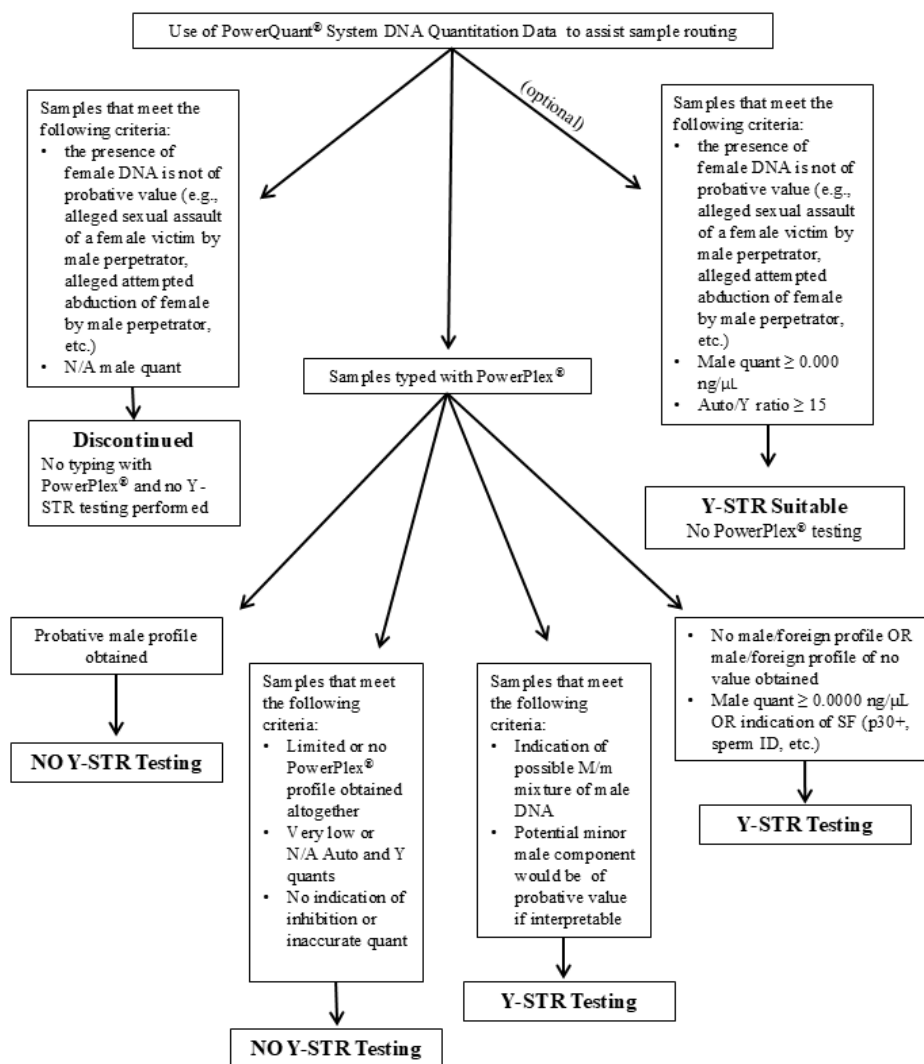 Use of PowerQuant® System DNA Quantitation Data to assist sample routing
(optional)
Samples that meet the
following criteria:
• the presence of
female DNA is not of
probative value (e.g.,
alleged sexual assault
of a female victim by
male perpetrator,
alleged attempted
abduction of female
by male perpetrator,
etc.)
• N/A male quant
Samples that meet the
following criteria:
• the presence of
female DNA is not of
probative value (e.g.,
alleged sexual assault
of a female victim by
male perpetrator,
alleged attempted
abduction of female
by male perpetrator,
etc.)
• Male quant ≥ 0.000
ng/µL
• Auto/Y ratio ≥ 15
Samples typed with PowerPlex®
Discontinued
No typing with
PowerPlex® and no Y-
STR testing performed
Y-STR Suitable
No PowerPlex® testing
Probative male profile
obtained
NO Y-STR Testing
Samples that meet
the following
criteria:
• Limited or no
PowerPlex®
profile obtained
altogether
• Very low or
N/A Auto and Y
quants
• No indication of
inhibition or
inaccurate quant
NO Y-STR Testing
Samples that meet
the following
criteria:
• Indication of
possible M/m
mixture of male
DNA
• Potential minor
male component
would be of
probative value
if interpretable
Y-STR Testing
• No male/foreign profile OR
male/foreign profile of no
value obtained
• Male quant ≥ 0.0000 ng/µL
OR indication of SF (p30+,
sperm ID, etc.)
Y-STR Testing